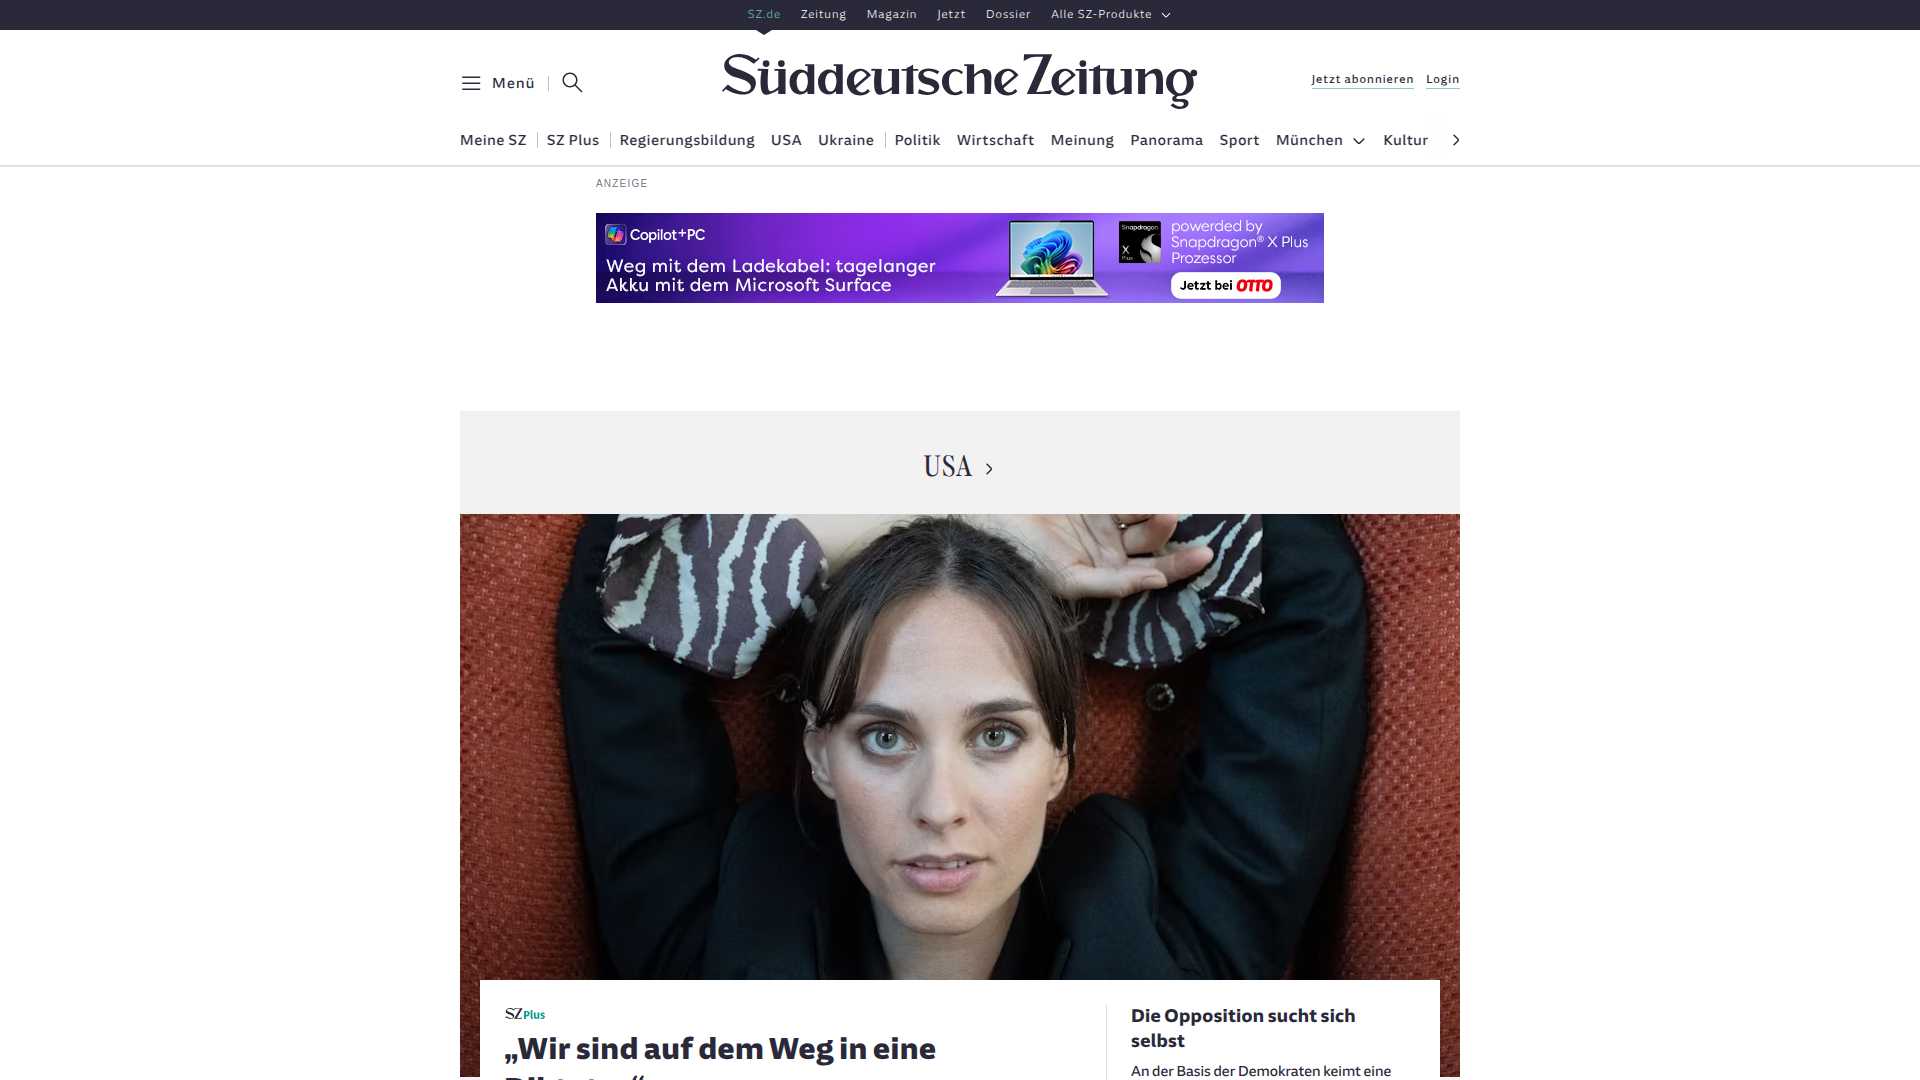 SZ.de Zeitung Magazin Jetzt Dossier Alle SZ-Produkte
Menü
Süddeutsche Zeitung
Jetzt abonnieren Login
Meine SZ SZ Plus Regierungsbildung USA Ukraine Politik Wirtschaft Meinung Panorama Sport München Kultur
ANZEIGE
Copilot+PC
Weg mit dem Ladekabel: tagelanger
Akku mit dem Microsoft Surface
Snapdragon
X
Plus
powered by
Snapdragon® X Plus
Prozessor
Jetzt bei OTTO
USA
SZ Plus
„Wir sind auf dem Weg in eine
Die Opposition sucht sich
selbst
An der Basis der Demokraten keimt eine